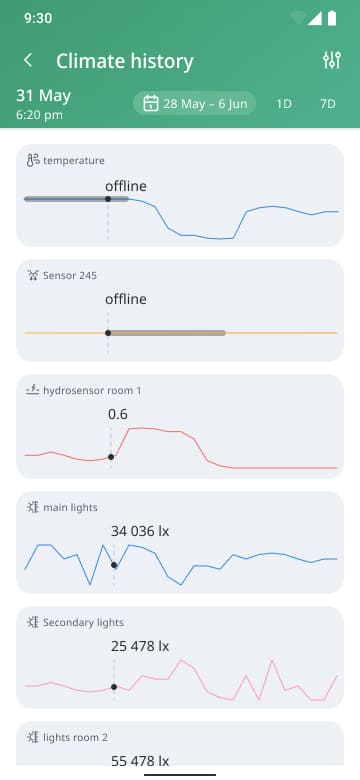 9:30
Climate history
31 May
6:20 pm
28 May – 6 Jun
1D
7D
temperature
offline
Sensor 245
offline
hydrosensor room 1
0.6
main lights
34 036 lx
Secondary lights
25 478 lx
lights room 2
55 478 lx